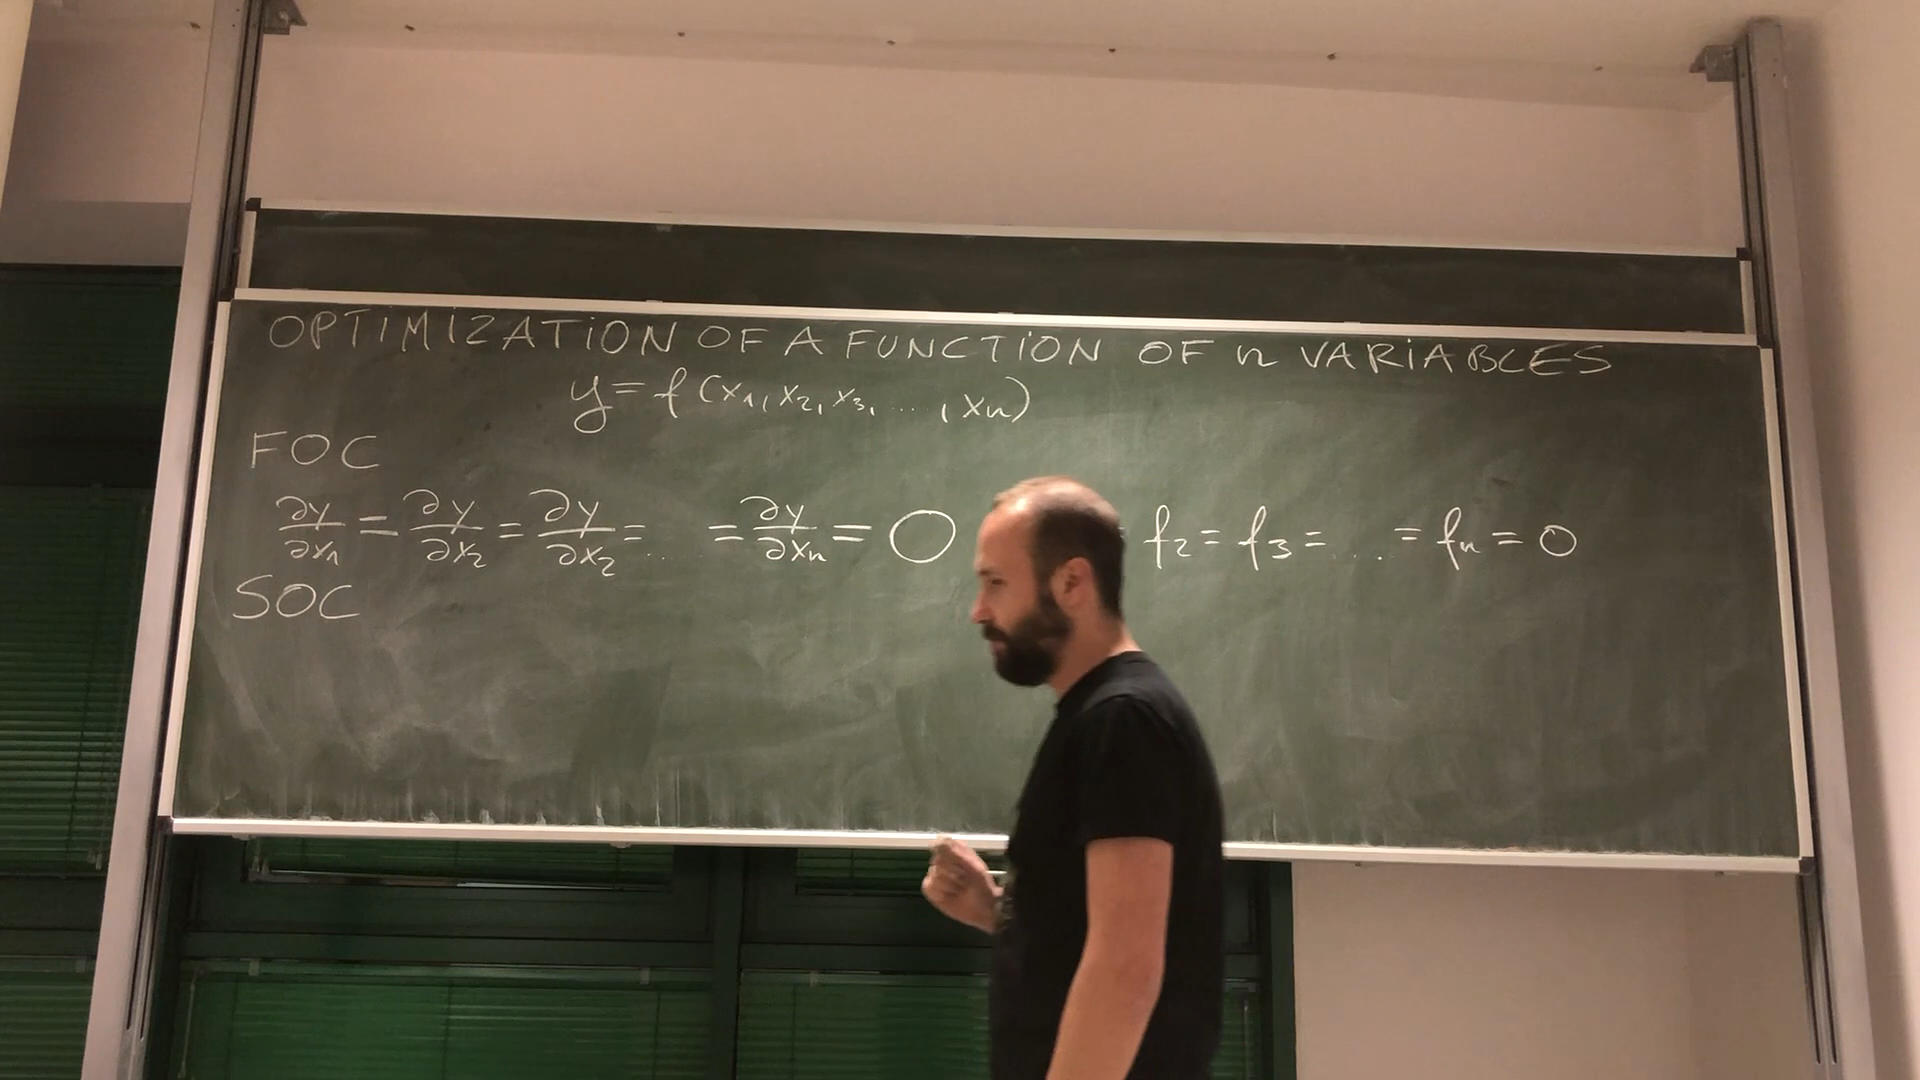 OPTIMIZATION OF A FUNCTION OF n VARIABLES
y = f(x₁, x₂, x₃, ...., xₙ)
FOC
∂y/∂x₁ = ∂y/∂x₂ = ∂y/∂x₂ = .... = ∂y/∂xₙ = 0 = f₂ = f₃ = ... = fₙ = 0
SOC